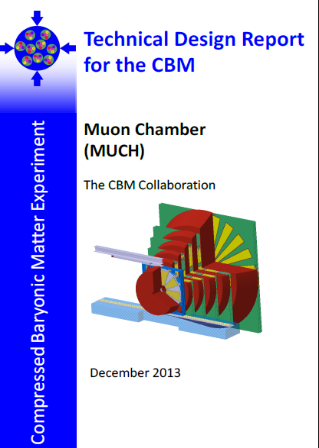 Technical Design Report
for the CBM
Muon Chamber
(MUCH)
The CBM Collaboration
December 2013
Compressed Baryonic Matter Experiment